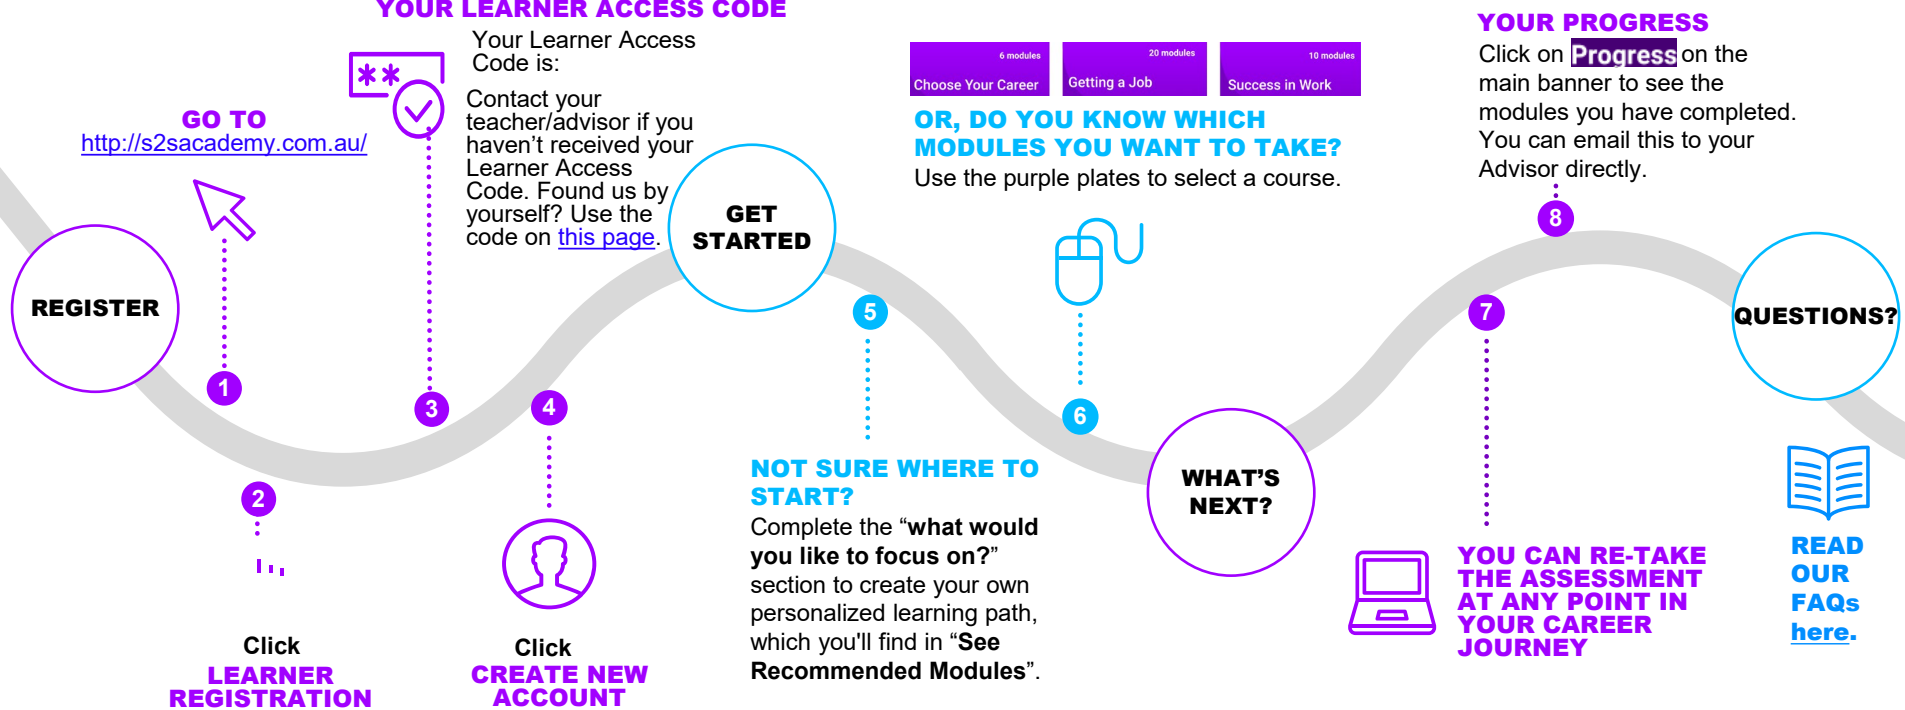 YOUR LEARNER ACCESS CODE
Your Learner Access
Code is:
Contact your
teacher/advisor if you
haven’t received your
Learner Access
Code. Found us by
yourself? Use the
code on this page.
GO TO
http://s2sacademy.com.au/
REGISTER
1
2
Click
LEARNER
REGISTRATION
3
4
Click
CREATE NEW
ACCOUNT
GET
STARTED
5
NOT SURE WHERE TO
START?
Complete the “what would
you like to focus on?”
section to create your own
personalized learning path,
which you'll find in “See
Recommended Modules”.
6 modules
Choose Your Career
20 modules
Getting a Job
10 modules
Success in Work
OR, DO YOU KNOW WHICH
MODULES YOU WANT TO TAKE?
Use the purple plates to select a course.
6
WHAT’S
NEXT?
7
YOU CAN RE-TAKE
THE ASSESSMENT
AT ANY POINT IN
YOUR CAREER
JOURNEY
YOUR PROGRESS
Click on Progress on the
main banner to see the
modules you have completed.
You can email this to your
Advisor directly.
8
QUESTIONS?
READ
OUR
FAQs
here.